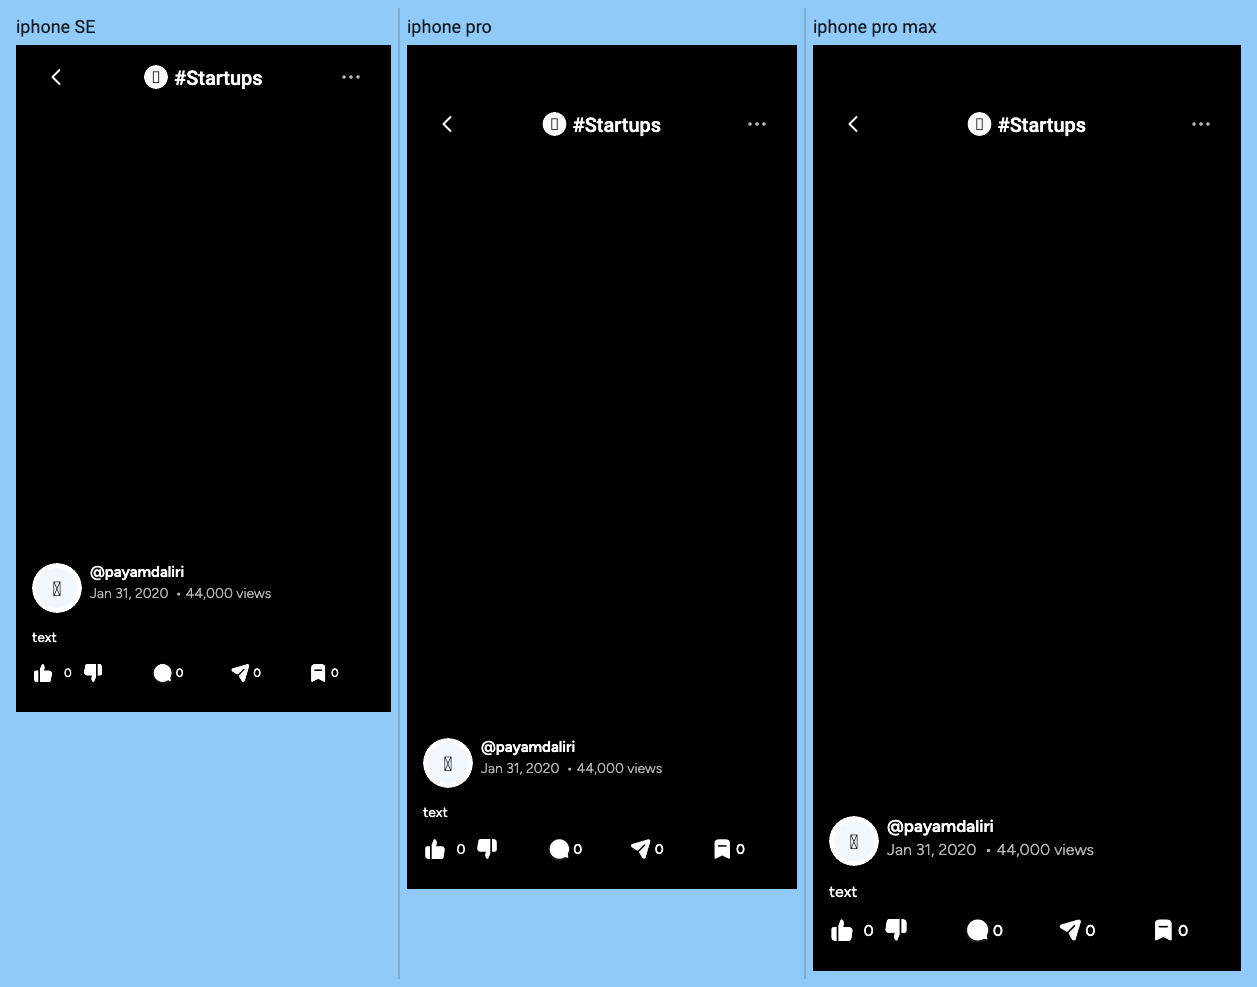 iphone SE
#Startups
@payamdaliri
Jan 31, 2020 • 44,000 views
text
0 0 0 0
iphone pro
#Startups
@payamdaliri
Jan 31, 2020 • 44,000 views
text
0 0 0 0
iphone pro max
#Startups
@payamdaliri
Jan 31, 2020 • 44,000 views
text
0 0 0 0